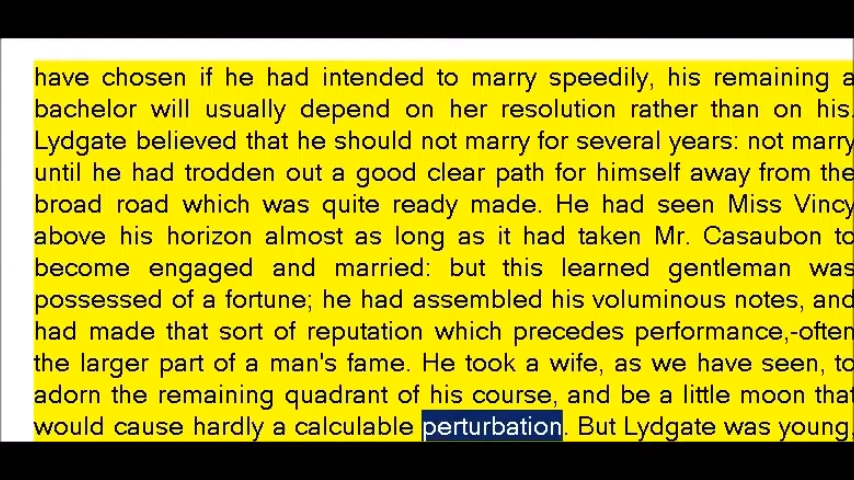 have chosen if he had intended to marry speedily, his remaining a
bachelor will usually depend on her resolution rather than on his.
Lydgate believed that he should not marry for several years: not marry
until he had trodden out a good clear path for himself away from the
broad road which was quite ready made. He had seen Miss Vincy
above his horizon almost as long as it had taken Mr. Casaubon to
become engaged and married: but this learned gentleman was
possessed of a fortune; he had assembled his voluminous notes, and
had made that sort of reputation which precedes performance,-often
the larger part of a man's fame. He took a wife, as we have seen, to
adorn the remaining quadrant of his course, and be a little moon that
would cause hardly a calculable perturbation. But Lydgate was young,